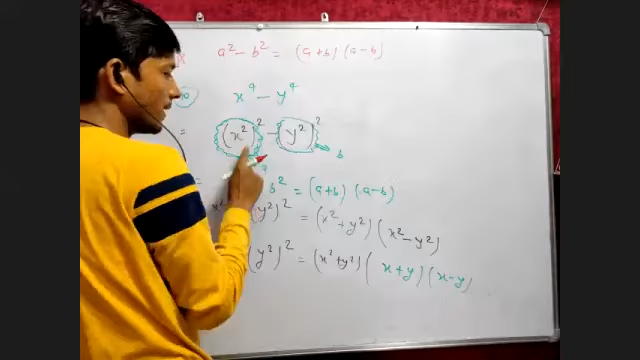 a² - b² = (a+b) (a-b)
x⁴ - y⁴
= (x²)² - (y²)² b
b² = (a+b) (a-b)
(y²)² = (x² + y²) (x² - y²)
(y²)² = (x² + y²) (x+y) (x-y)